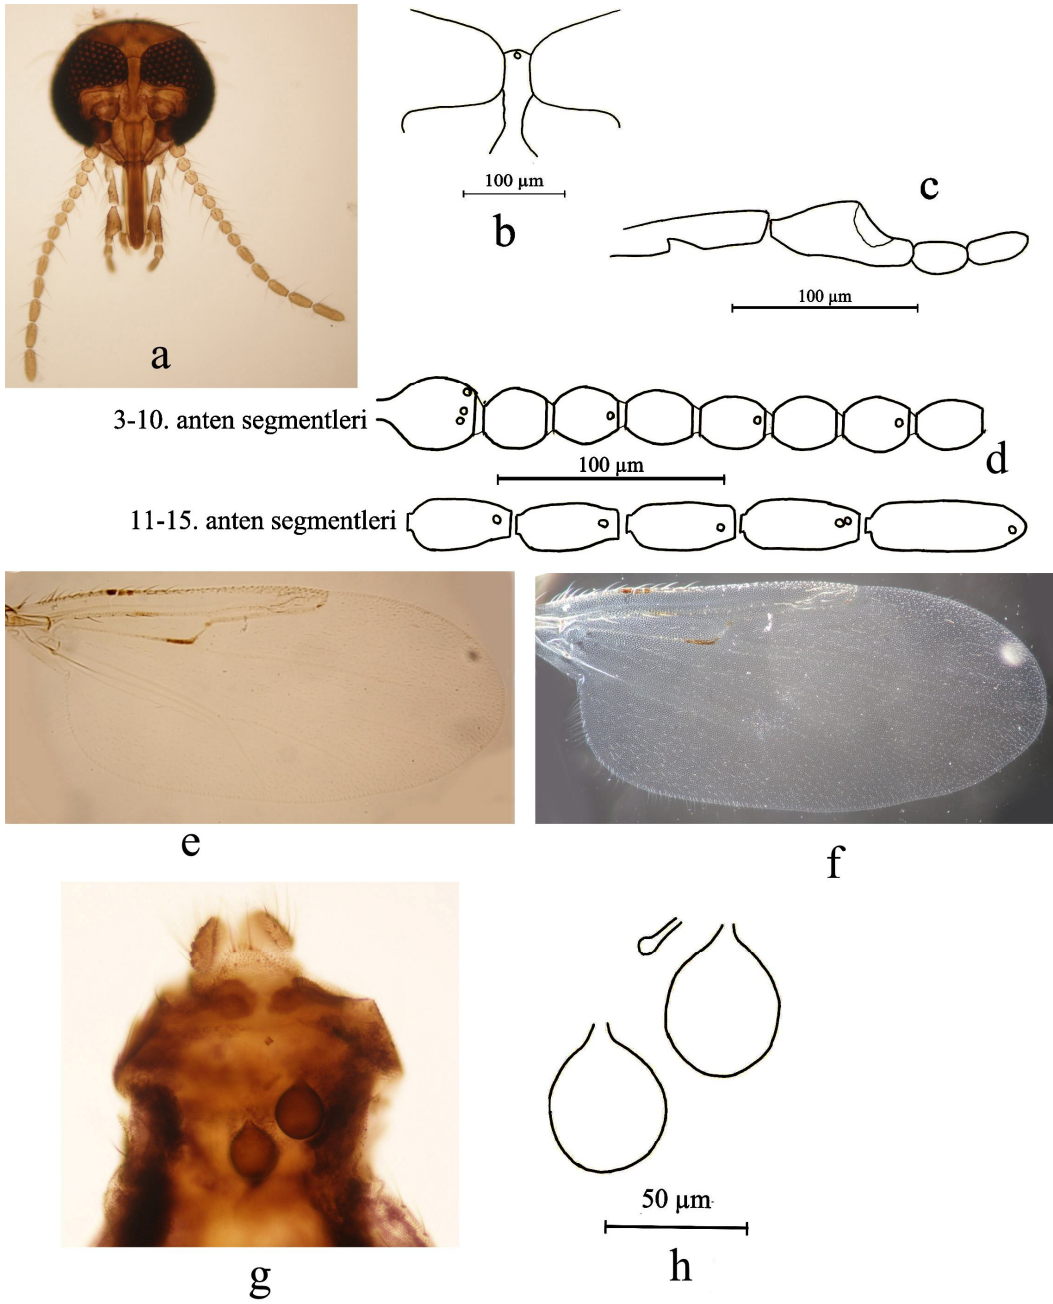 a
100 µm
b
c
100 µm
3-10. anten segmentleri
d
100 µm
11-15. anten segmentleri
e
f
g
50 µm
h